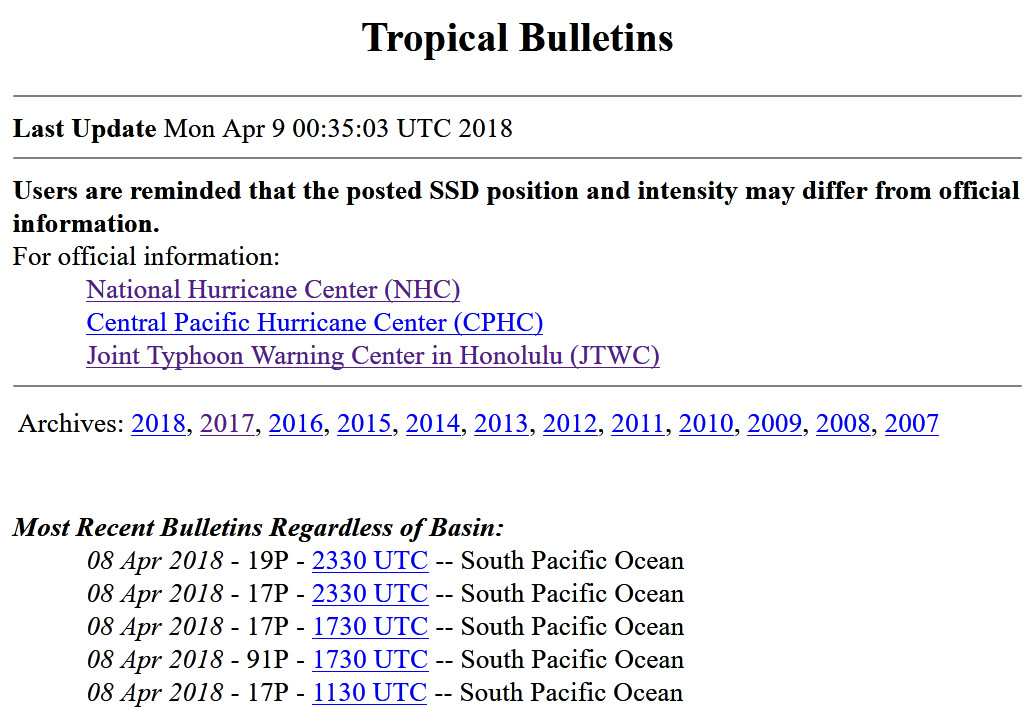 Tropical Bulletins
Last Update Mon Apr 9 00:35:03 UTC 2018
Users are reminded that the posted SSD position and intensity may differ from official
information.
For official information:
National Hurricane Center (NHC)
Central Pacific Hurricane Center (CPHC)
Joint Typhoon Warning Center in Honolulu (JTWC)
Archives: 2018, 2017, 2016, 2015, 2014, 2013, 2012, 2011, 2010, 2009, 2008, 2007
Most Recent Bulletins Regardless of Basin:
08 Apr 2018 - 19P - 2330 UTC -- South Pacific Ocean
08 Apr 2018 - 17P - 2330 UTC -- South Pacific Ocean
08 Apr 2018 - 17P - 1730 UTC -- South Pacific Ocean
08 Apr 2018 - 91P - 1730 UTC -- South Pacific Ocean
08 Apr 2018 - 17P - 1130 UTC -- South Pacific Ocean